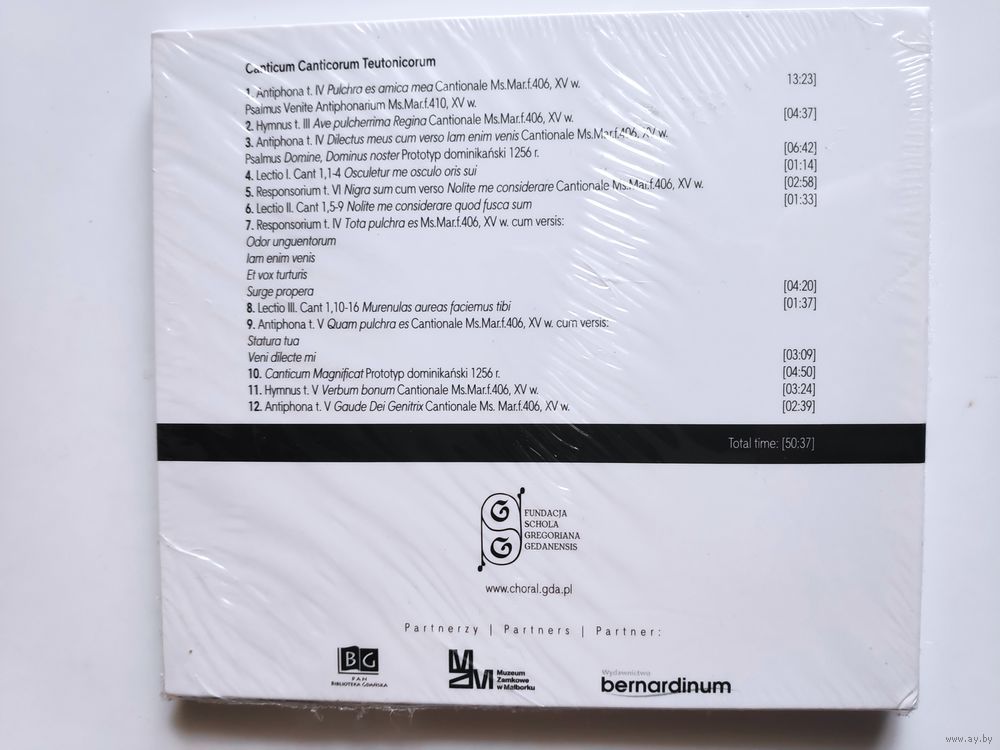 Canticum Canticorum Teutonicorum
1. Antiphona t. IV Pulchra es amica mea Cantionale Ms.Mar.f.406, XV w. 13:23]
Psalmus Venite Antiphonarium Ms.Mar.f.410, XV w.
2. Hymnus t. III Ave pulcherrima Regina Cantionale Ms.Mar.f.406, XV w. [04:37]
3. Antiphona t. IV Dilectus meus cum verso Iam enim venis Cantionale Ms.Mar.f.406, XV w.
Psalmus Domine, Dominus noster Prototyp dominikański 1256 r. [06:42]
4. Lectio I. Cant 1,1-4 Osculetur me osculo oris sui [01:14]
5. Responsorium t. VI Nigra sum cum verso Nolite me considerare Cantionale Ms.Mar.f.406, XV w. [02:58]
6. Lectio II. Cant 1,5-9 Nolite me considerare quod fusca sum [01:33]
7. Responsorium t. IV Tota pulchra es Ms.Mar.f.406, XV w. cum versis:
Odor unguentorum
Iam enim venis
Et vox turturis
Surge propera [04:20]
8. Lectio III. Cant 1,10-16 Murenulas aureas faciemus tibi [01:37]
9. Antiphona t. V Quam pulchra es Cantionale Ms.Mar.f.406, XV w. cum versis:
Statura tua
Veni dilecte mi [03:09]
10. Canticum Magnificat Prototyp dominikański 1256 r. [04:50]
11. Hymnus t. V Verbum bonum Cantionale Ms.Mar.f.406, XV w. [03:24]
12. Antiphona t. V Gaude Dei Genitrix Cantionale Ms. Mar.f.406, XV w. [02:39]
Total time: [50:37]
G G
FUNDACJA
SCHOLA
GREGORIANA
GEDANENSIS
www.choral.gda.pl
Partnerzy | Partners | Partner:
BG
PAN
BIBLIOTEKA GDAŃSKA
Muzeum
Zamkowe
w Malborku
Wydawnictwo
bernardinum
www.ay.by